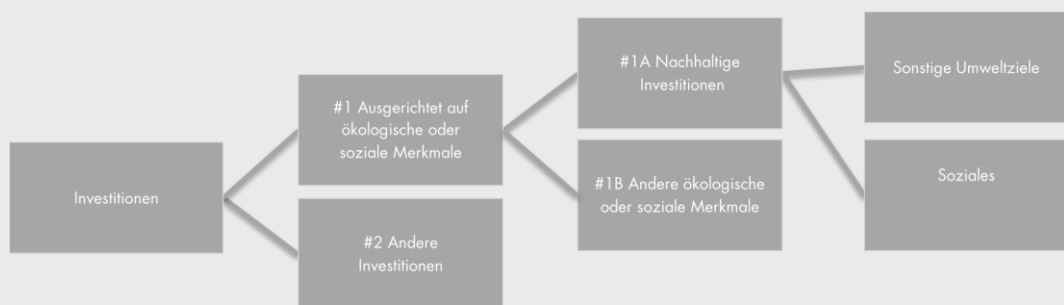 Investitionen
#1 Ausgerichtet auf
ökologische oder
soziale Merkmale
#2 Andere
Investitionen
#1A Nachhaltige
Investitionen
#1B Andere ökologische
oder soziale Merkmale
Sonstige Umweltziele
Soziales